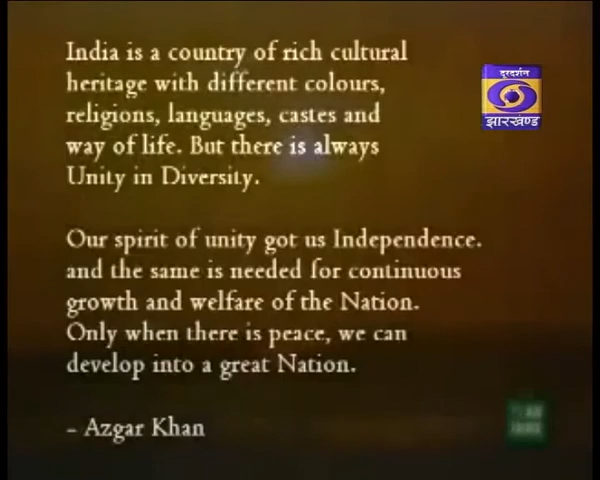 India is a country of rich cultural
heritage with different colours,
religions, languages, castes and
way of life. But there is always
Unity in Diversity.
Our spirit of unity got us Independence.
and the same is needed for continuous
growth and welfare of the Nation.
Only when there is peace, we can
develop into a great Nation.
- Azgar Khan
दूरदर्शन
झारखण्ड